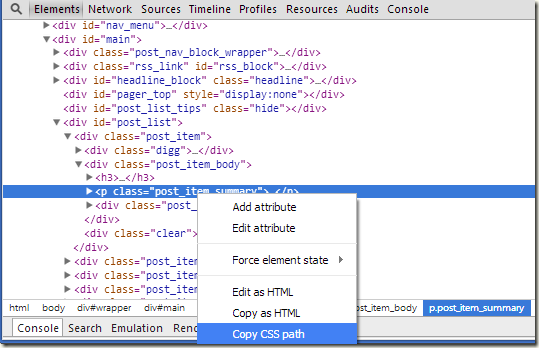 Elements Network Sources Timeline Profiles Resources Audits Console
<div id="nav_menu">…</div>
<div id="main">
<div class="post_nav_block_wrapper">…</div>
<div class="rss_link" id="rss_block">…</div>
<div id="headline_block" class="headline">…</div>
<div id="pager_top" style="display:none"></div>
<div id="post_list_tips" class="hide"></div>
<div id="post_list">
<div class="post_item">
<div class="digg">…</div>
<div class="post_item_body">
<h3>…</h3>
<p class="post_item_summary">…</p>
<div class="post_
</div>
<div class="clear">
</div>
<div class="post_item">
<div class="post_item">
<div class="post_item">
Add attribute
Edit attribute
Force element state
Edit as HTML
Copy as HTML
Copy CSS path
html body div#wrapper div#main ost_item_body p.post_item_summary
Console Search Emulation Ren